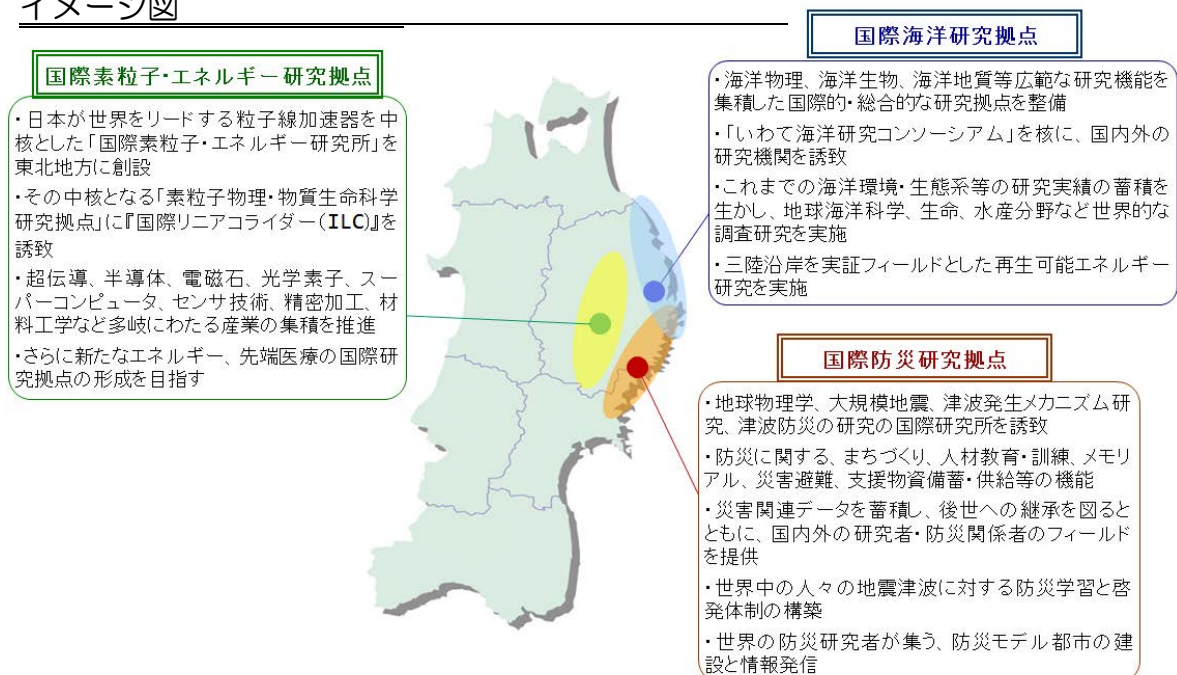 イメージ図
国際素粒子・エネルギー研究拠点
・日本が世界をリードする粒子線加速器を中
核とした「国際素粒子・エネルギー研究所」を
東北地方に創設
・その中核となる「素粒子物理・物質生命科学
研究拠点」に『国際リニアコライダー(ILC)』を
誘致
・超伝導、半導体、電磁石、光学素子、スー
パーコンピュータ、センサ技術、精密加工、材
料工学など多岐にわたる産業の集積を推進
・さらに新たなエネルギー、先端医療の国際研
究拠点の形成を目指す
国際海洋研究拠点
・海洋物理、海洋生物、海洋地質等広範な研究機能を
集積した国際的・総合的な研究拠点を整備
・「いわて海洋研究コンソーシアム」を核に、国内外の
研究機関を誘致
・これまでの海洋環境・生態系等の研究実績の蓄積を
生かし、地球海洋科学、生命、水産分野など世界的な
調査研究を実施
・三陸沿岸を実証フィールドとした再生可能エネルギー
研究を実施
国際防災研究拠点
・地球物理学、大規模地震、津波発生メカニズム研
究、津波防災の研究の国際研究所を誘致
・防災に関する、まちづくり、人材教育・訓練、メモリ
アル、災害避難、支援物資備蓄・供給等の機能
・災害関連データを蓄積し、後世への継承を図ると
ともに、国内外の研究者・防災関係者のフィールド
を提供
・世界中の人々の地震津波に対する防災学習と啓
発体制の構築
・世界の防災研究者が集う、防災モデル都市の建
設と情報発信